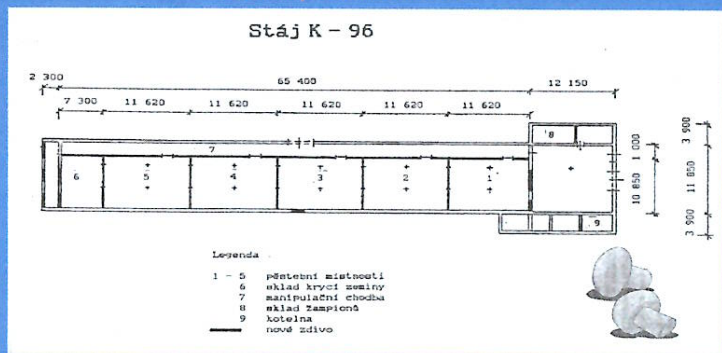 Stáj K - 96
2 300 65 400 12 150
7 300 11 620 11 620 11 620 11 620 11 620
8
3 900
7
1 000
6 5 4 3 2 1
10 850
11 850
9
3 900
Legenda
1 - 5 pěstební místnosti
6 sklad krycí zeminy
7 manipulační chodba
8 sklad žampionů
9 kotelna
nové zdivo